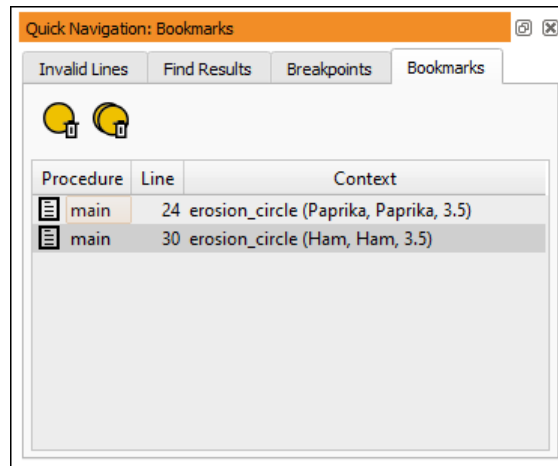 Quick Navigation: Bookmarks
Invalid Lines Find Results Breakpoints Bookmarks
Procedure Line Context
main 24 erosion_circle (Paprika, Paprika, 3.5)
main 30 erosion_circle (Ham, Ham, 3.5)